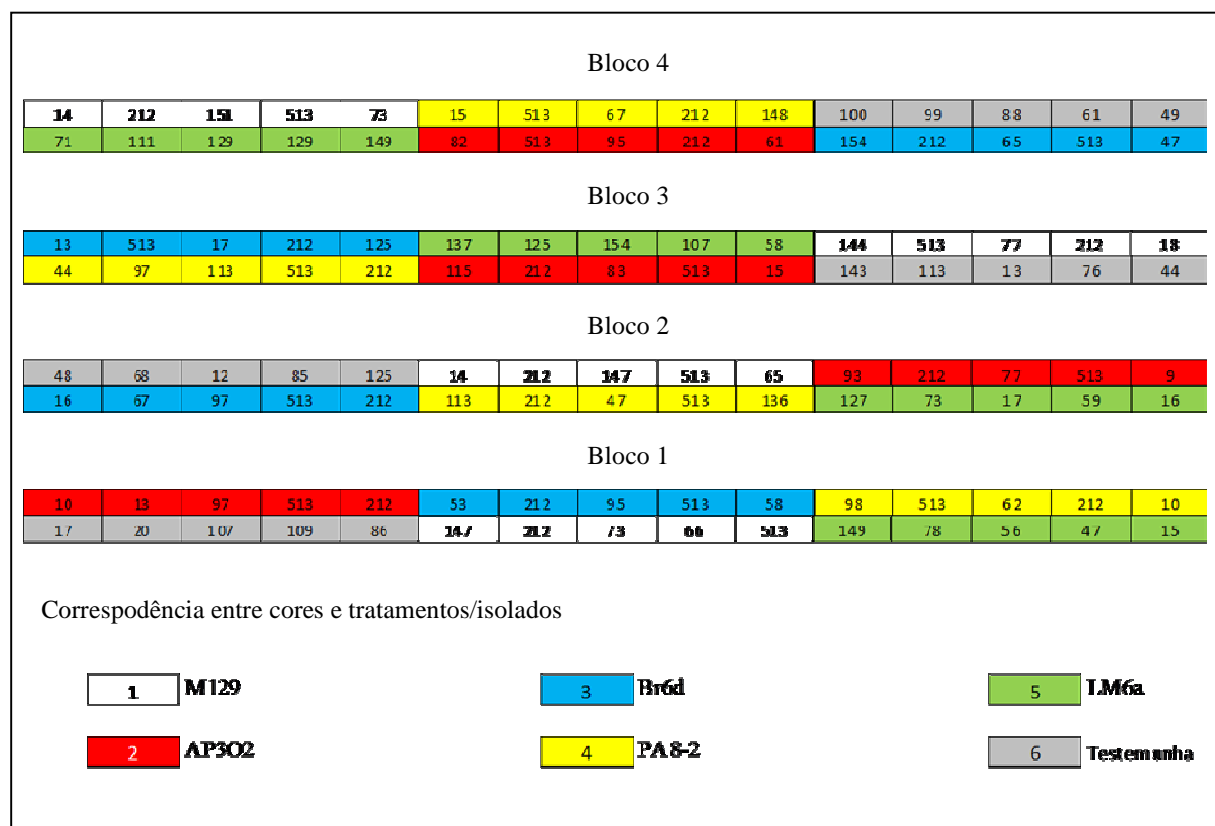 Bloco 4
14 212 151 513 73 15 513 67 212 148 100 99 88 61 49
71 111 129 129 149 82 513 95 212 61 154 212 65 513 47
Bloco 3
13 513 17 212 125 137 125 154 107 58 144 513 77 212 18
44 97 113 513 212 115 212 83 513 15 143 113 13 76 44
Bloco 2
48 68 12 85 125 14 212 147 513 65 93 212 77 513 9
16 67 97 513 212 113 212 47 513 136 127 73 17 59 16
Bloco 1
10 13 97 513 212 53 212 95 513 58 98 513 62 212 10
17 20 107 109 86 147 212 73 66 513 149 78 56 47 15
Correspodência entre cores e tratamentos/isolados
1 M129 3 Br6d 5 LM6a
2 AP3O2 4 PA8-2 6 Testemunha